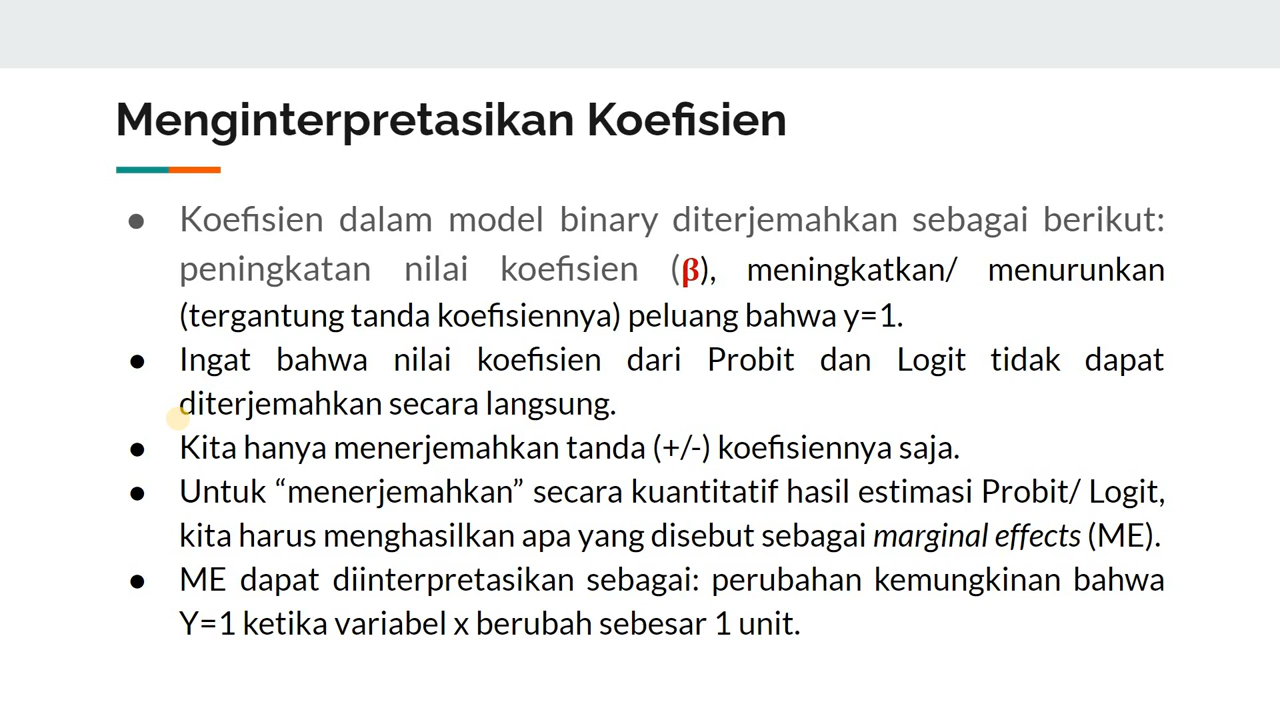 Menginterpretasikan Koefisien
● Koefisien dalam model binary diterjemahkan sebagai berikut:
peningkatan nilai koefisien (β), meningkatkan/ menurunkan
(tergantung tanda koefisiennya) peluang bahwa y=1.
● Ingat bahwa nilai koefisien dari Probit dan Logit tidak dapat
diterjemahkan secara langsung.
● Kita hanya menerjemahkan tanda (+/-) koefisiennya saja.
● Untuk “menerjemahkan” secara kuantitatif hasil estimasi Probit/ Logit,
kita harus menghasilkan apa yang disebut sebagai marginal effects (ME).
● ME dapat diinterpretasikan sebagai: perubahan kemungkinan bahwa
Y=1 ketika variabel x berubah sebesar 1 unit.